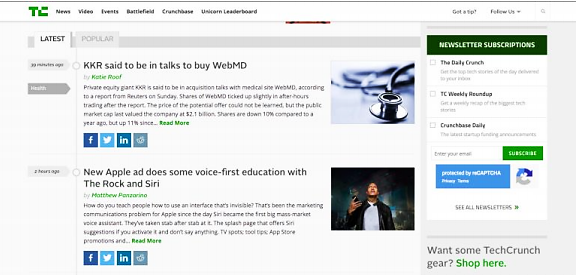 TC News Video Events Battlefield Crunchbase Unicorn Leaderboard Got a tip? Follow Us
LATEST POPULAR
39 minutes ago
Health
KKR said to be in talks to buy WebMD
by Katie Roof
Private equity giant KKR is said to be in acquisition talks with medical site WebMD, according
to a report from Reuters on Sunday. Shares of WebMD ticked up slightly in after-hours
trading after the report. The price of the potential offer could not be learned, but the public
market cap last valued the company at $2.1 billion. Shares are down 10% compared to a
year ago, but up 11% since... Read More
2 hours ago
New Apple ad does some voice-first education with
The Rock and Siri
by Matthew Panzarino
How do you teach people how to use an interface that's invisible? That's been the marketing
communications problem for Apple since the day Siri became the first big mass-market
voice assistant. They've taken stab after stab at it. The splash page that offers Siri
suggestions if you activate it and don't say anything. TV spots; tool tips; App Store
promotions and... Read More
NEWSLETTER SUBSCRIPTIONS
The Daily Crunch
Get the top tech stories of the day delivered
to your inbox
TC Weekly Roundup
Get a weekly recap of the biggest tech
stories
Crunchbase Daily
The latest startup funding announcements
Enter your email SUBSCRIBE
protected by reCAPTCHA
Privacy Terms
SEE ALL NEWSLETTERS »
Want some TechCrunch
gear? Shop here.